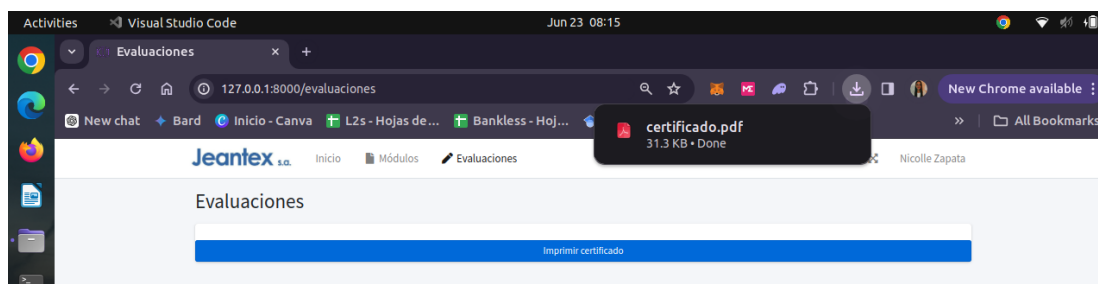 Activities Visual Studio Code Jun 23 08:15
Evaluaciones × +
127.0.0.1:8000/evaluaciones New Chrome available
New chat Bard Inicio - Canva L2s - Hojas de... Bankless - Hoj... » All Bookmarks
certificado.pdf
31.3 KB • Done
Jeantex s.a. Inicio Módulos Evaluaciones Nicolle Zapata
Evaluaciones
Imprimir certificado